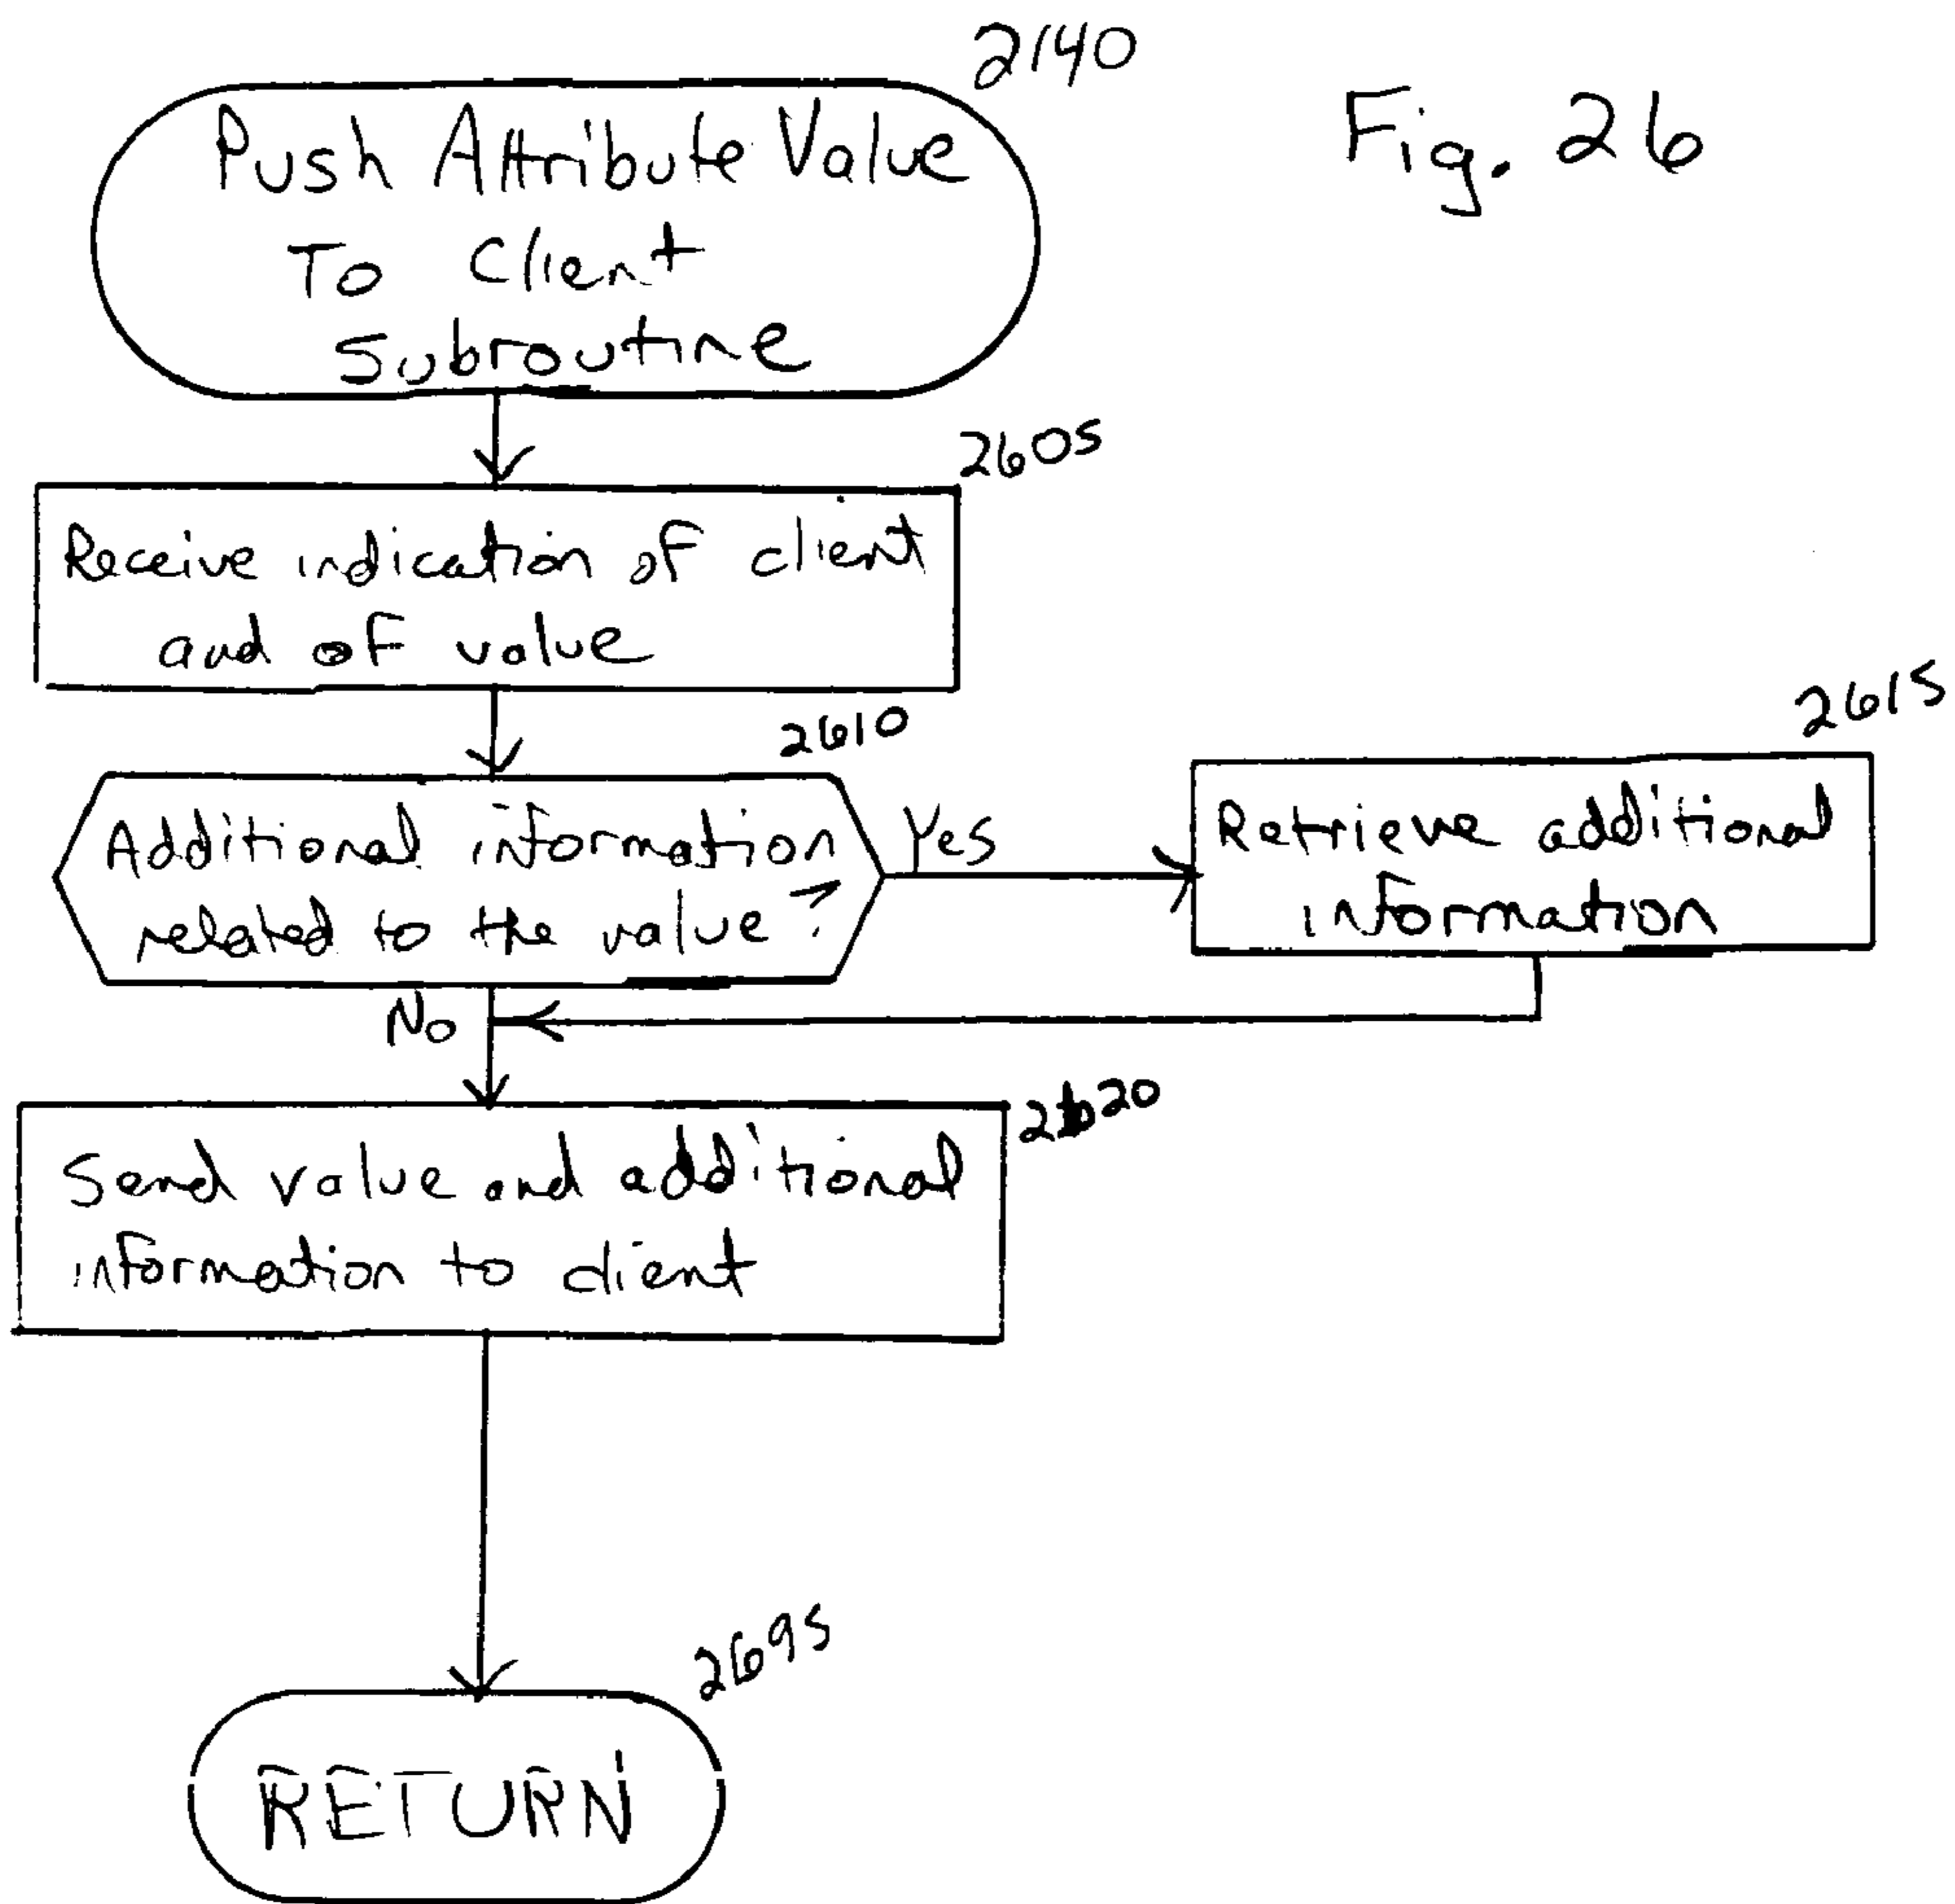 2140
Fig. 26
Push Attribute Value
To Client
Subroutine
2605
Receive indication of client
and of value
2610
2615
Additional information
related to the value?
Yes
Retrieve additional
information
No
2620
Send value and additional
information to client
2695
RETURN